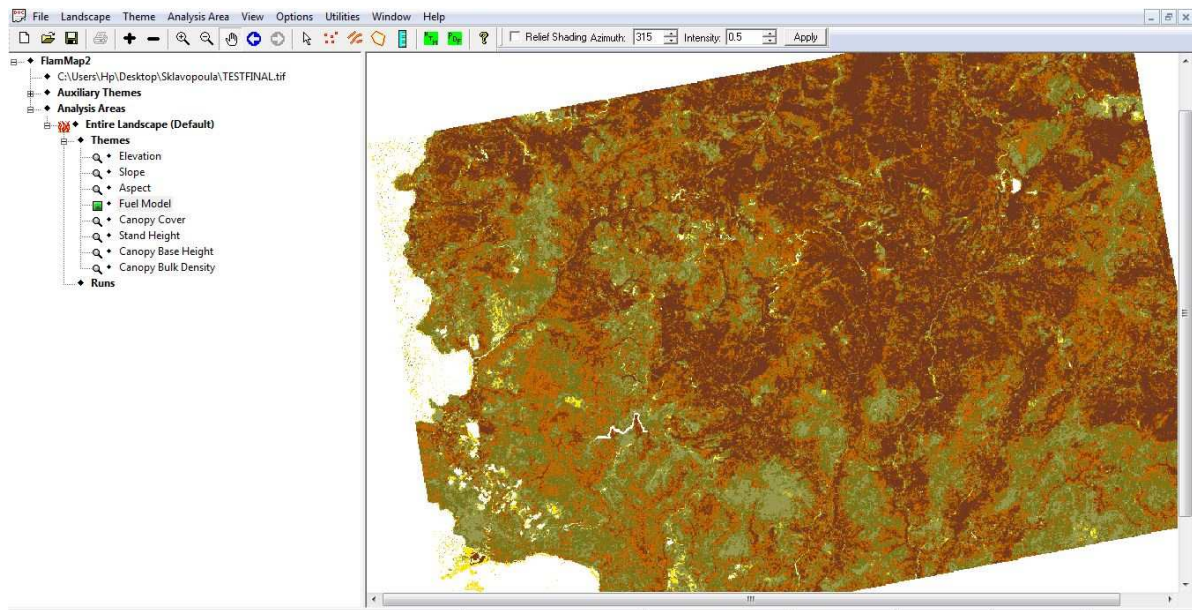 File Landscape Theme Analysis Area View Options Utilities Window Help
Relief Shading Azimuth: 315 Intensity: 0.5 Apply
FlamMap2
C:\Users\Hp\Desktop\Sklavopoula\TESTFINAL.tif
Auxiliary Themes
Analysis Areas
Entire Landscape (Default)
Themes
Elevation
Slope
Aspect
Fuel Model
Canopy Cover
Stand Height
Canopy Base Height
Canopy Bulk Density
Runs